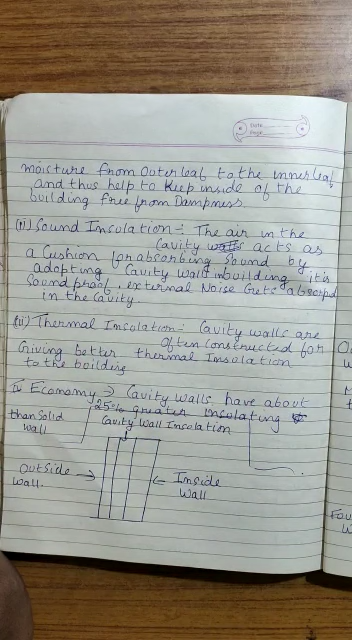 Date
Page
moisture from Outer leaf to the inner leaf
and thus help to Keep inside of the
building free from Dampness.
(ii) Sound Insolation :- The air in the
Cavity walls acts as
a Cushion for absorbing Sound by
adopting Cavity Wall inbuilding it is
Sound proof. external Noise Gets absorpd
in the Cavity
(iii) Thermal Insolation :- Cavity walls are
Often Constructed for
Giving better thermal Insolation
to the building
iv Economy → Cavity walls have about
25% greater insolating
than Solid
wall
Cavity Wall Insolation
Outside
Wall.
Inside
Wall